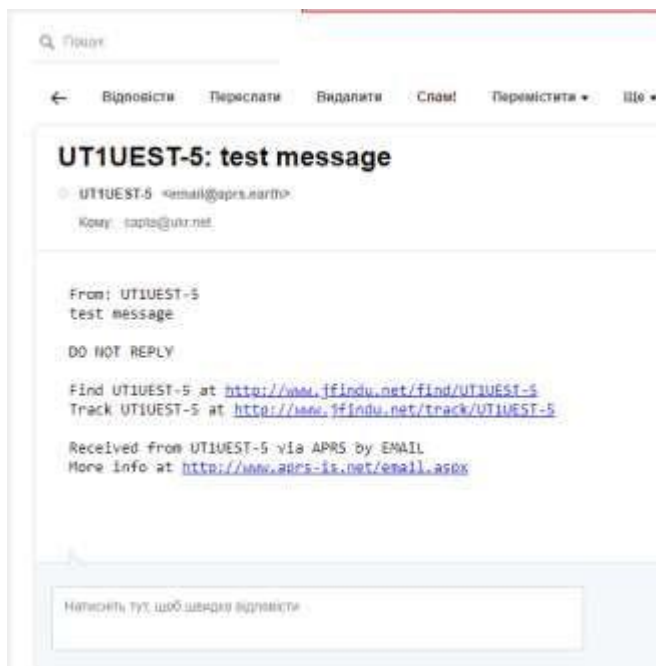 Пошук
Відповісти Переслати Видалити Спам! Перемістити Ще
UT1UEST-5: test message
UT1UEST-5 <email@aprs.earth>
Кому: @ukr.net
From: UT1UEST-5
test message
DO NOT REPLY
Find UT1UEST-5 at http://www.jfindu.net/find/UT1UEST-5
Track UT1UEST-5 at http://www.jfindu.net/track/UT1UEST-5
Received from UT1UEST-5 via APRS by EMAIL
More info at http://www.aprs-is.net/email.aspx
Натисніть тут, щоб швидко відповісти